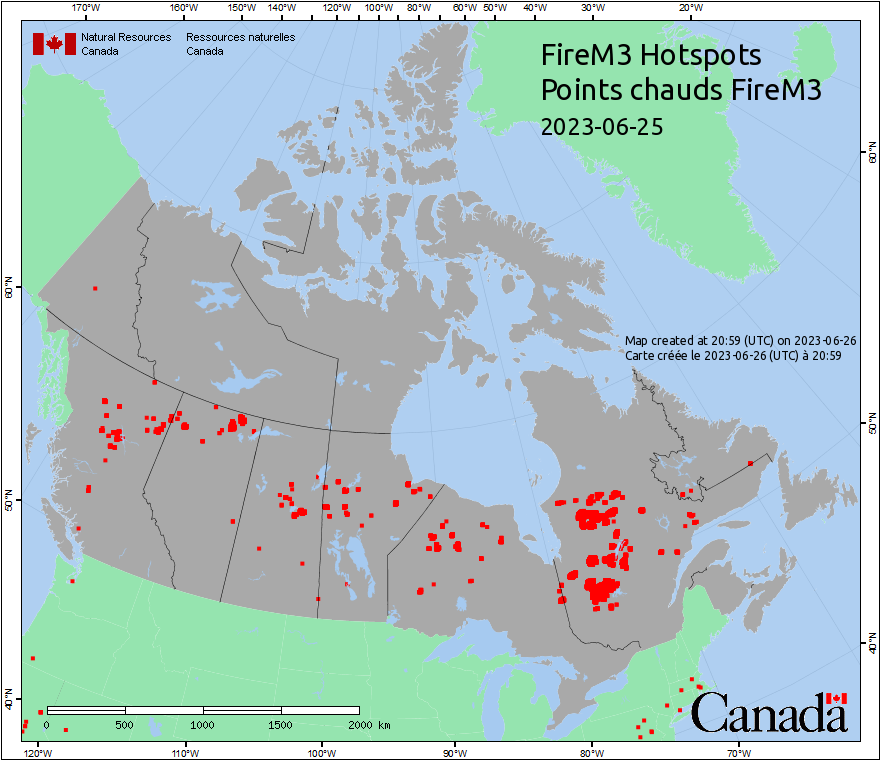 170°W 160°W 150°W 140°W 130°W 120°W 110°W 100°W 90°W 80°W 60°W 50°W 40°W 30°W 20°W
Natural Resources Canada
Ressources naturelles Canada
FireM3 Hotspots
Points chauds FireM3
2023-06-25
60°N
60°N
Map created at 20:59 (UTC) on 2023-06-26
Carte créée le 2023-06-26 (UTC) à 20:59
50°N
50°N
40°N
40°N
0 500 1000 1500 2000 km
Canada
120°W 110°W 100°W 90°W 80°W 70°W